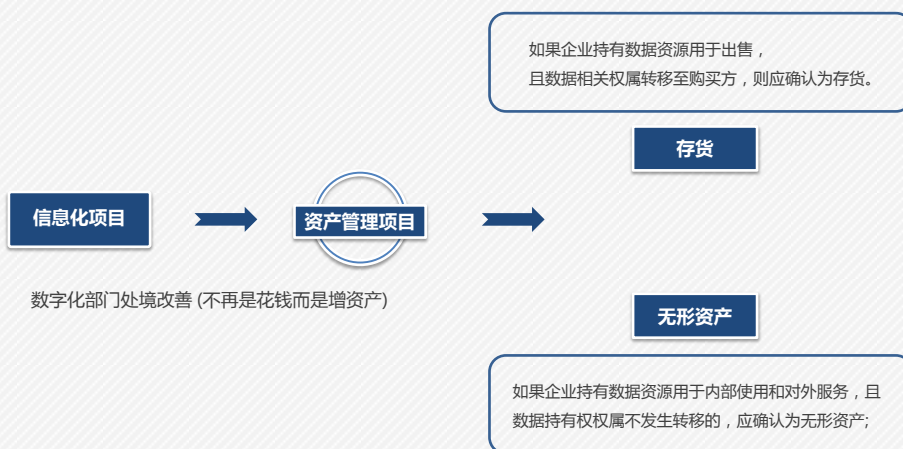 如果企业持有数据资源用于出售，
且数据相关权属转移至购买方，则应确认为存货。
存货
信息化项目
资产管理项目
数字化部门处境改善 (不再是花钱而是增资产)
无形资产
如果企业持有数据资源用于内部使用和对外服务，且
数据持有权权属不发生转移的，应确认为无形资产;